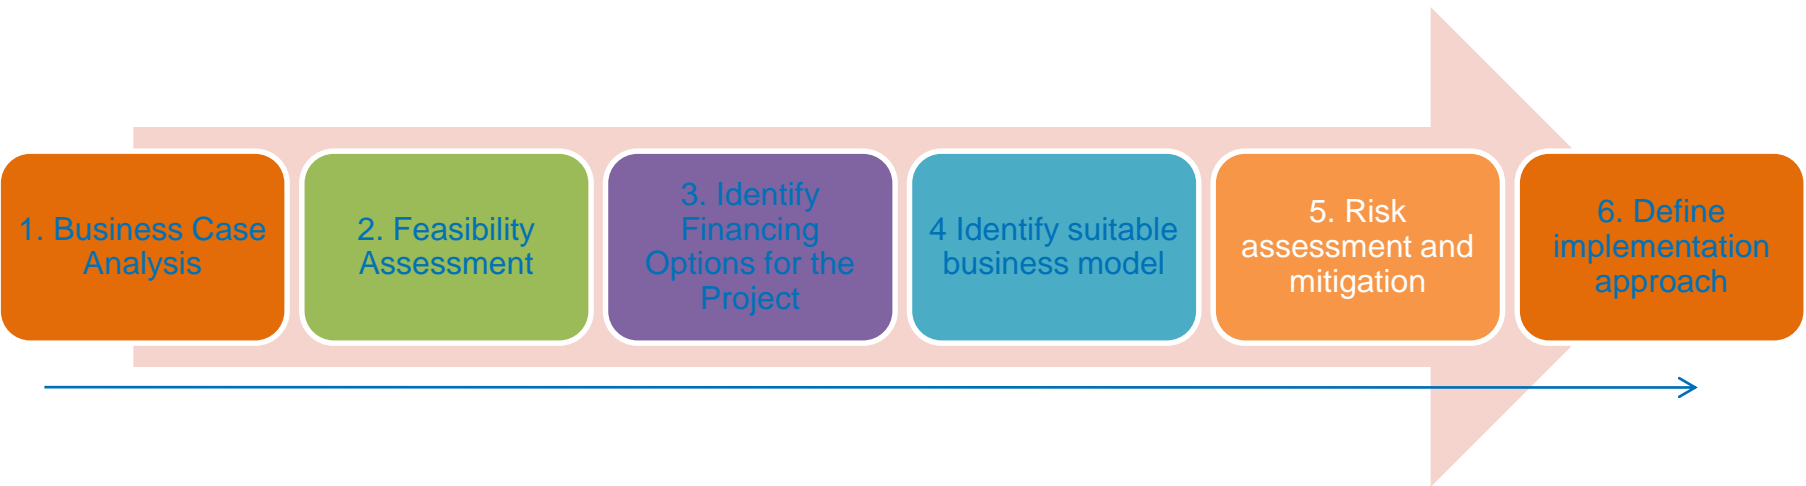 1. Business Case
Analysis
2. Feasibility
Assessment
3. Identify
Financing
Options for the
Project
4 Identify suitable
business model
5. Risk
assessment and
mitigation
6. Define
implementation
approach